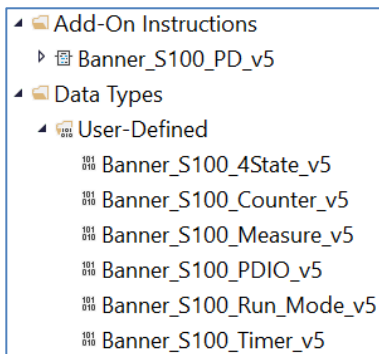 Add-On Instructions
Banner_S100_PD_v5
Data Types
User-Defined
Banner_S100_4State_v5
Banner_S100_Counter_v5
Banner_S100_Measure_v5
Banner_S100_PDIO_v5
Banner_S100_Run_Mode_v5
Banner_S100_Timer_v5